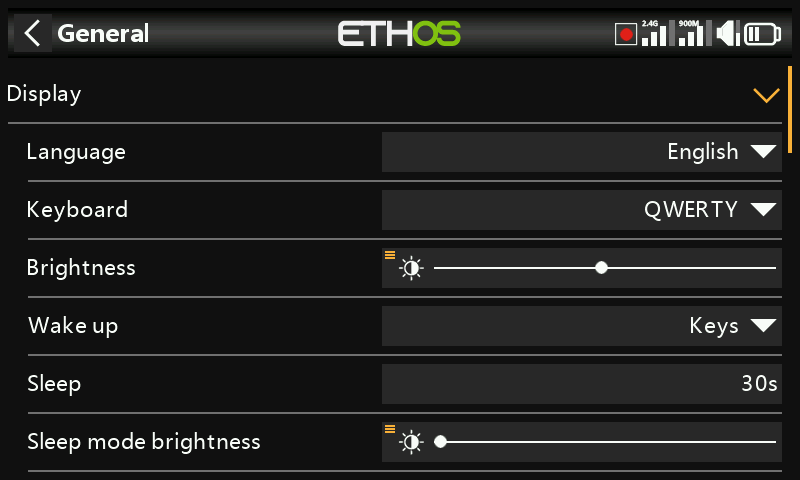 General
ETHOS
2.4G
900M
Display
Language
English
Keyboard
QWERTY
Brightness
Wake up
Keys
Sleep
30s
Sleep mode brightness